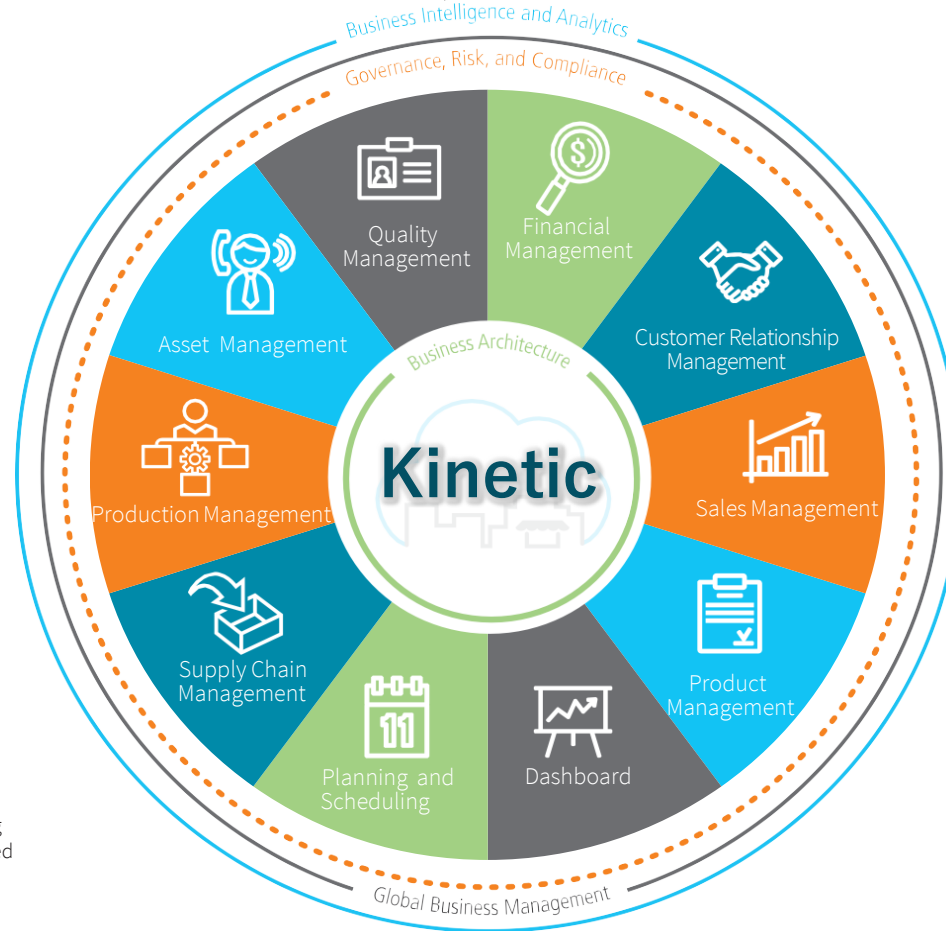 Business Intelligence and Analytics
Governance, Risk, and Compliance
Quality
Management
Financial
Management
Asset Management
Customer Relationship
Management
Business Architecture
Kinetic
Production Management
Sales Management
Supply Chain
Management
Product
Management
11
Planning and
Scheduling
Dashboard
Global Business Management